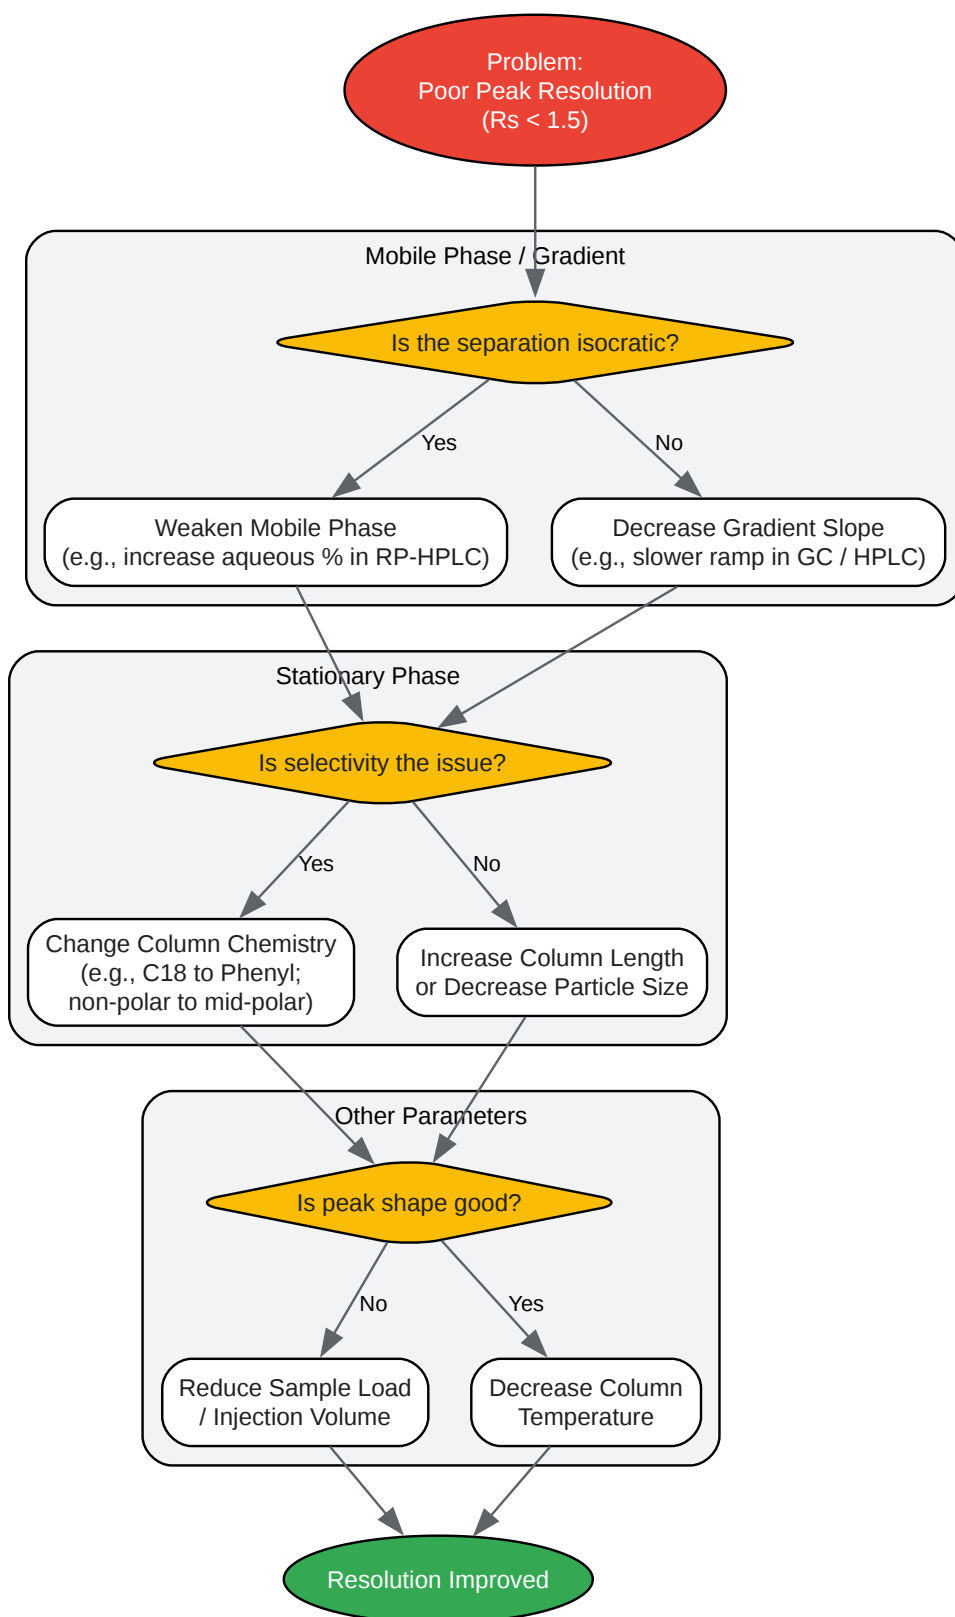 Problem:
Poor Peak Resolution
(Rs < 1.5)
Mobile Phase / Gradient
Is the separation isocratic?
Yes
No
Weaken Mobile Phase
(e.g., increase aqueous % in RP-HPLC)
Decrease Gradient Slope
(e.g., slower ramp in GC / HPLC)
Stationary Phase
Is selectivity the issue?
Yes
No
Change Column Chemistry
(e.g., C18 to Phenyl;
non-polar to mid-polar)
Increase Column Length
or Decrease Particle Size
Other Parameters
Is peak shape good?
No
Yes
Reduce Sample Load
/ Injection Volume
Decrease Column
Temperature
Resolution Improved